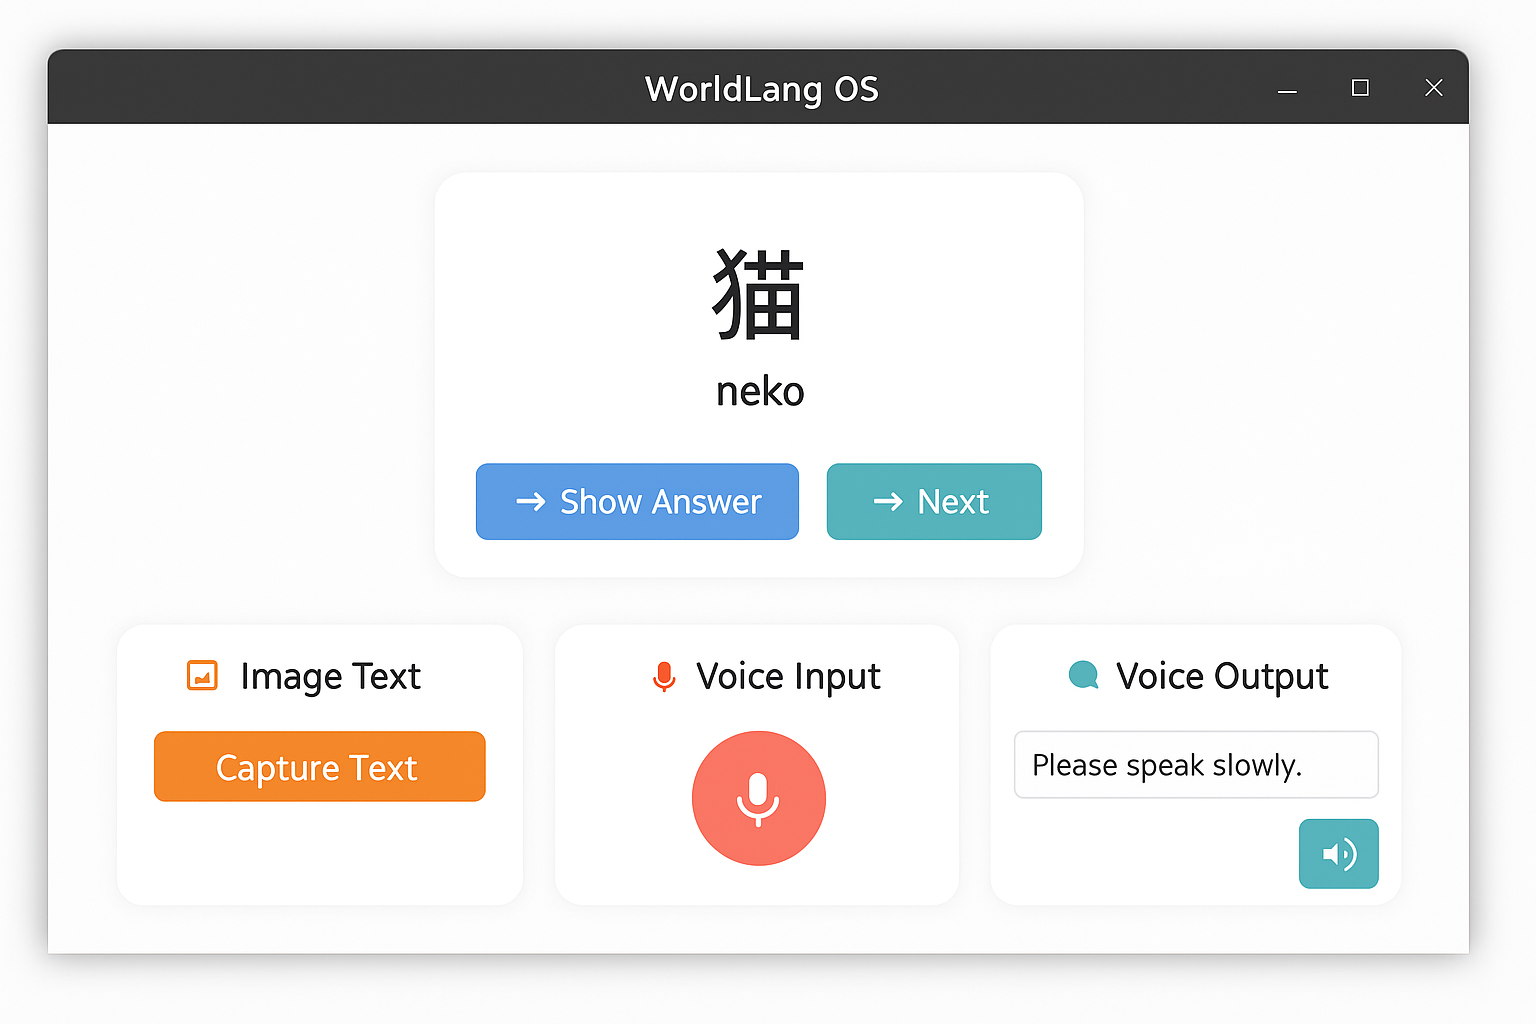 WorldLang OS
猫
neko
→ Show Answer
→ Next
Image Text
Capture Text
Voice Input
Voice Output
Please speak slowly.